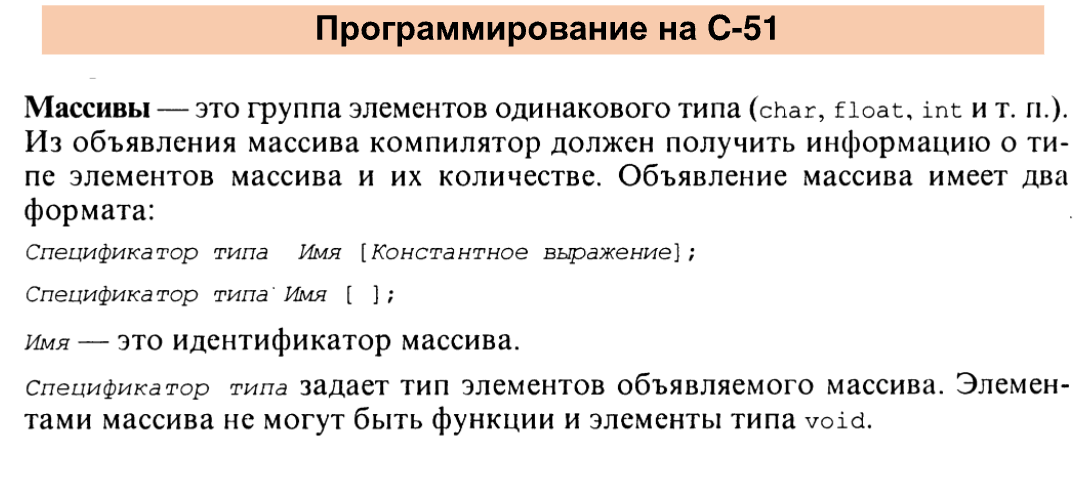 Программирование на С-51
Массивы — это группа элементов одинакового типа (char, float, int и т. п.).
Из объявления массива компилятор должен получить информацию о ти-
пе элементов массива и их количестве. Объявление массива имеет два
формата:
Спецификатор типа Имя [Константное выражение];
Спецификатор типа Имя [ ];
Имя — это идентификатор массива.
Спецификатор типа задает тип элементов объявляемого массива. Элемен-
тами массива не могут быть функции и элементы типа void.